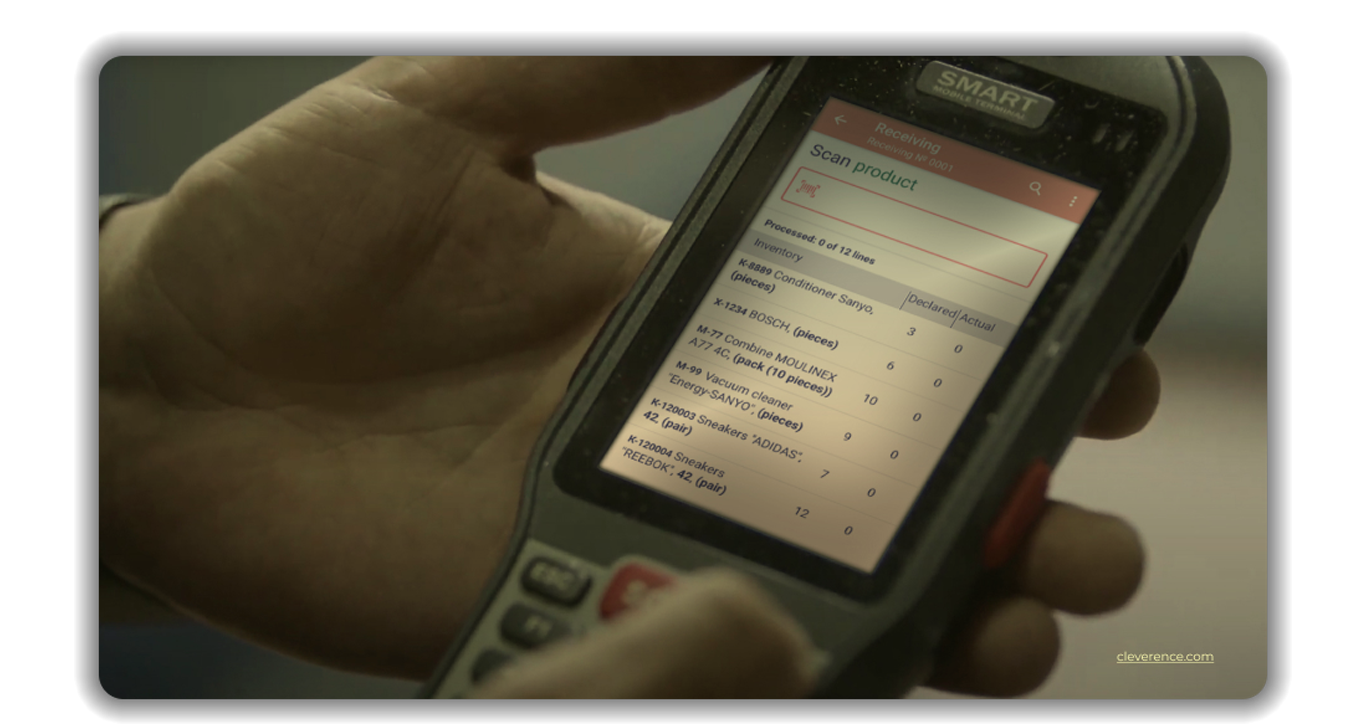 SMART
MOBILE TERMINAL
Receiving
Receiving № 0001
Scan product
Processed: 0 of 12 lines
Inventory Declared Actual
K-8889 Conditioner Sanyo, 3 0
(pieces)
X-1234 BOSCH, (pieces) 6 0
M-77 Combine MOULINEX 10 0
A77 4C, (pack (10 pieces))
M-99 Vacuum cleaner 9 0
"Energy-SANYO", (pieces)
K-120003 Sneakers "ADIDAS", 7 0
42, (pair)
K-120004 Sneakers 12 0
"REEBOK", 42, (pair)
ESC
F1
cleverence.com